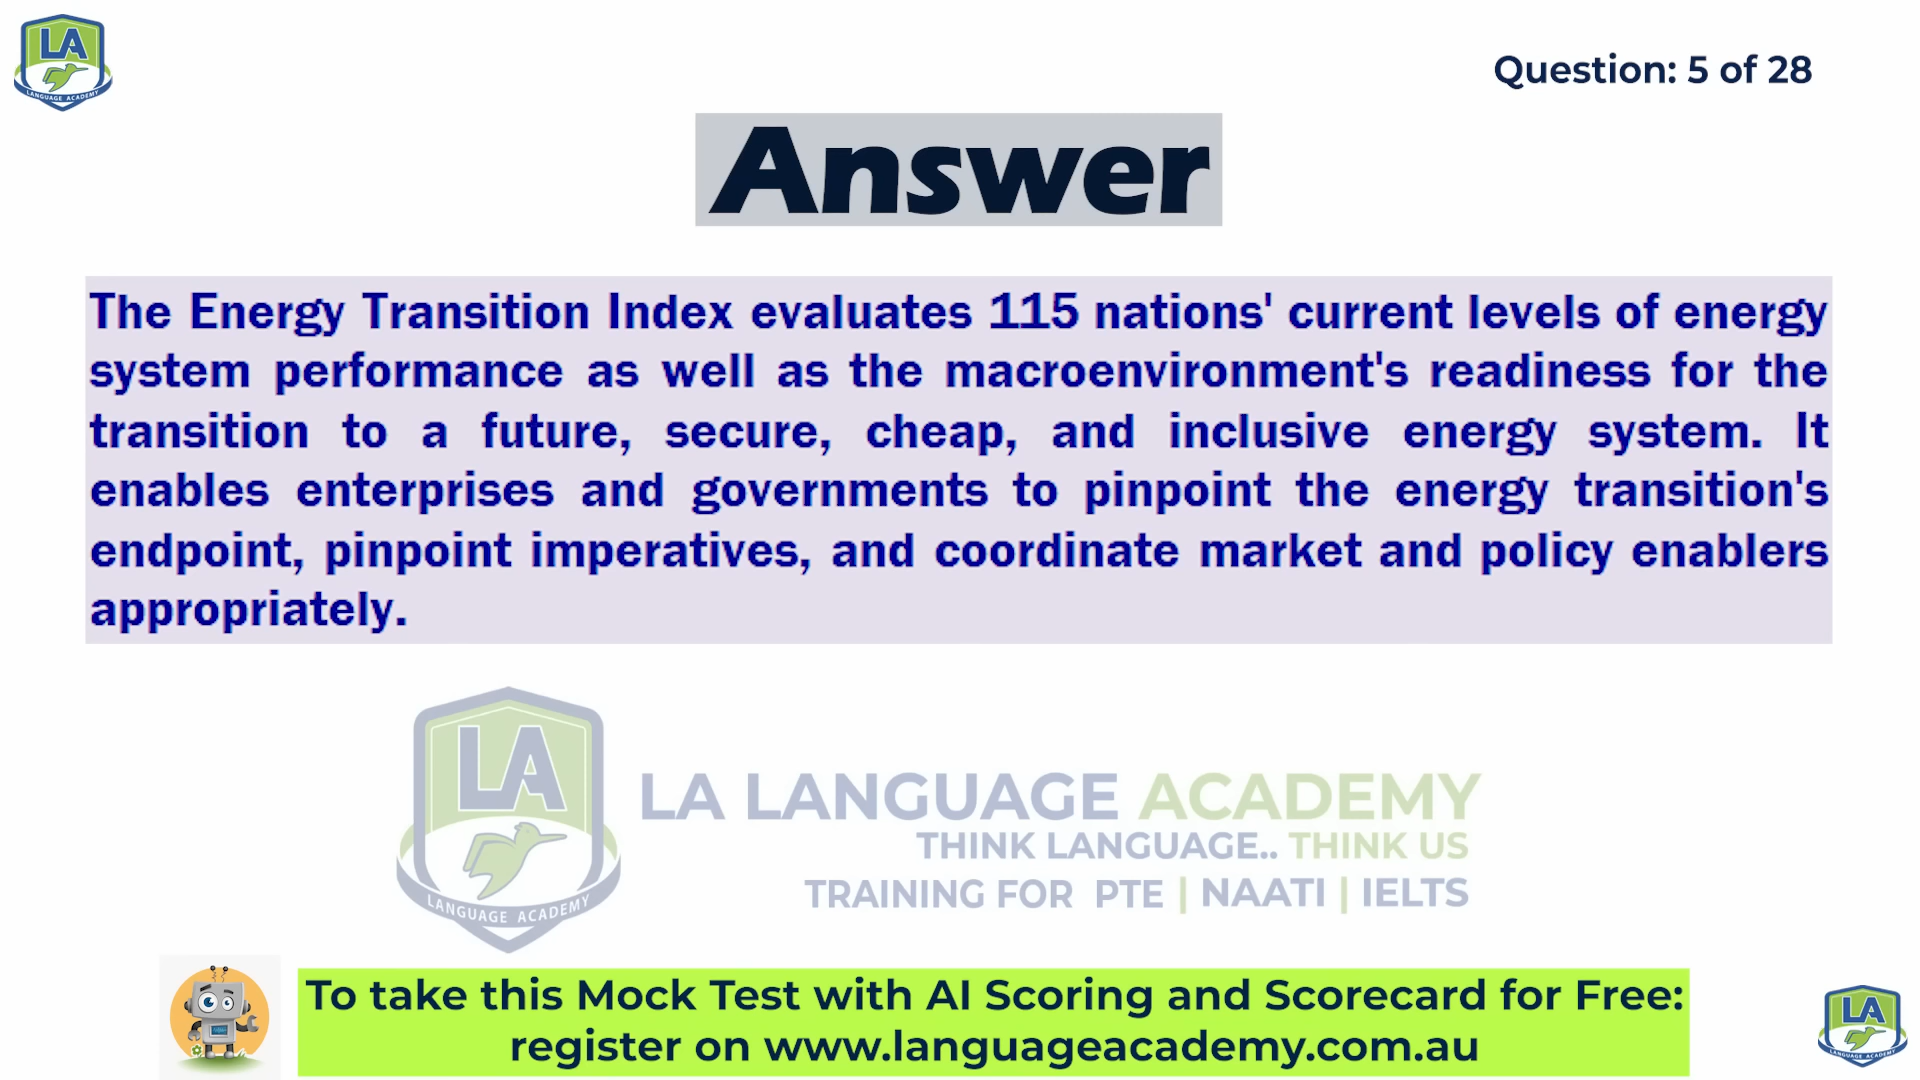 LA
LANGUAGE ACADEMY
Question: 5 of 28
Answer
The Energy Transition Index evaluates 115 nations' current levels of energy
system performance as well as the macroenvironment's readiness for the
transition to a future, secure, cheap, and inclusive energy system. It
enables enterprises and governments to pinpoint the energy transition's
endpoint, pinpoint imperatives, and coordinate market and policy enablers
appropriately.
LA
LANGUAGE ACADEMY
LA LANGUAGE ACADEMY
THINK LANGUAGE.. THINK US
TRAINING FOR PTE | NAATI | IELTS
To take this Mock Test with AI Scoring and Scorecard for Free:
register on www.languageacademy.com.au
LA
LANGUAGE ACADEMY